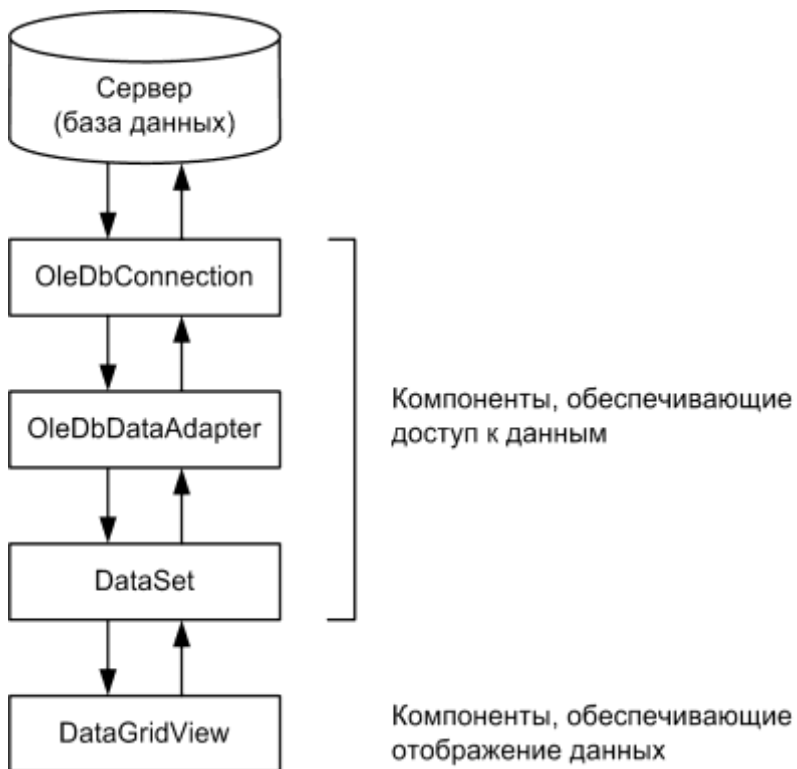 Сервер
(база данных)
OleDbConnection
OleDbDataAdapter
Компоненты, обеспечивающие
доступ к данным
DataSet
DataGridView
Компоненты, обеспечивающие
отображение данных